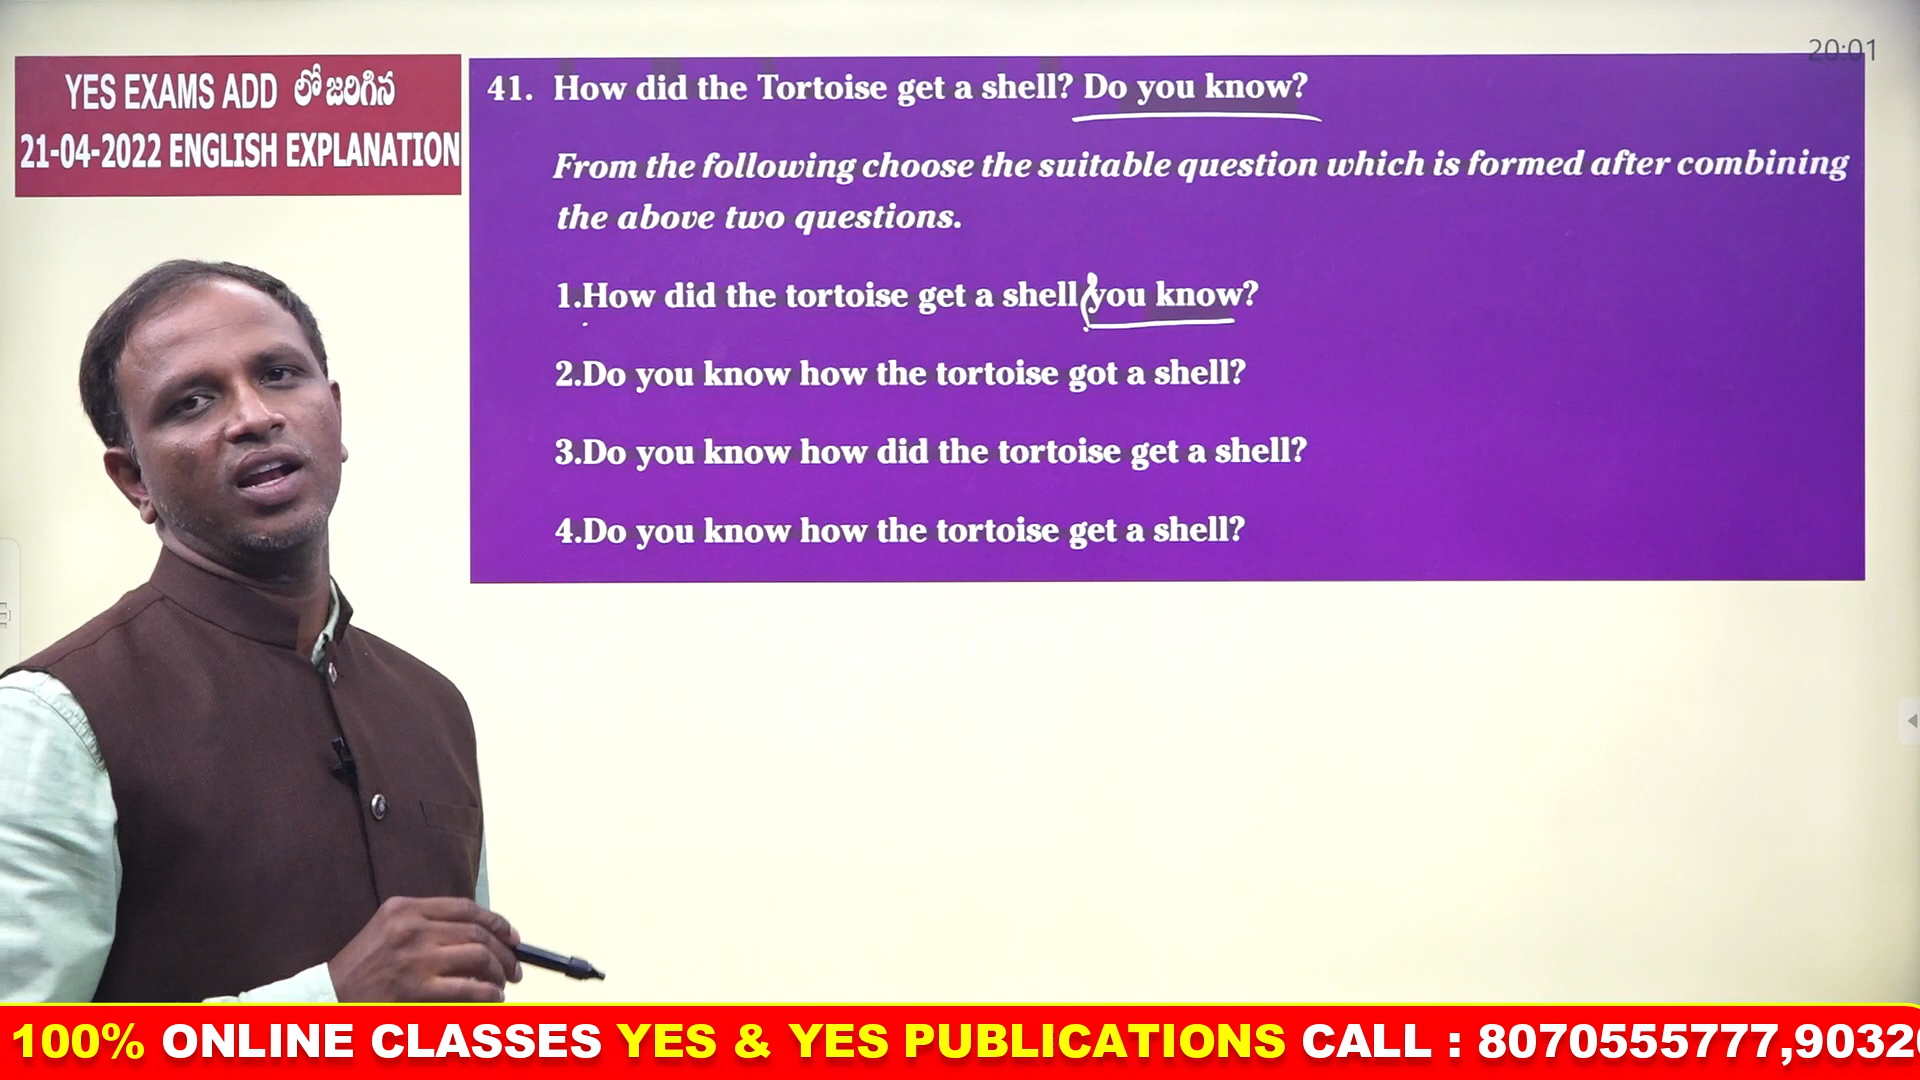 20:01
YES EXAMS ADD లో జరిగిన
21-04-2022 ENGLISH EXPLANATION
41. How did the Tortoise get a shell? Do you know?
From the following choose the suitable question which is formed after combining
the above two questions.
1.How did the tortoise get a shell you know?
2.Do you know how the tortoise got a shell?
3.Do you know how did the tortoise get a shell?
4.Do you know how the tortoise get a shell?
100% ONLINE CLASSES YES & YES PUBLICATIONS CALL : 8070555777,9032